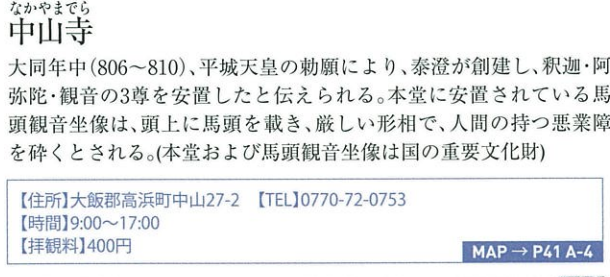 なかやまでら
中山寺
大同年中(806～810)、平城天皇の勅願により、泰澄が創建し、釈迦・阿
弥陀・観音の3尊を安置したと伝えられる。本堂に安置されている馬
頭観音坐像は、頭上に馬頭を載き、厳しい形相で、人間の持つ悪業障
を砕くとされる。(本堂および馬頭観音坐像は国の重要文化財)
【住所】大飯郡高浜町中山27-2 【TEL】0770-72-0753
【時間】9:00～17:00
【拝観料】400円
MAP → P41 A-4